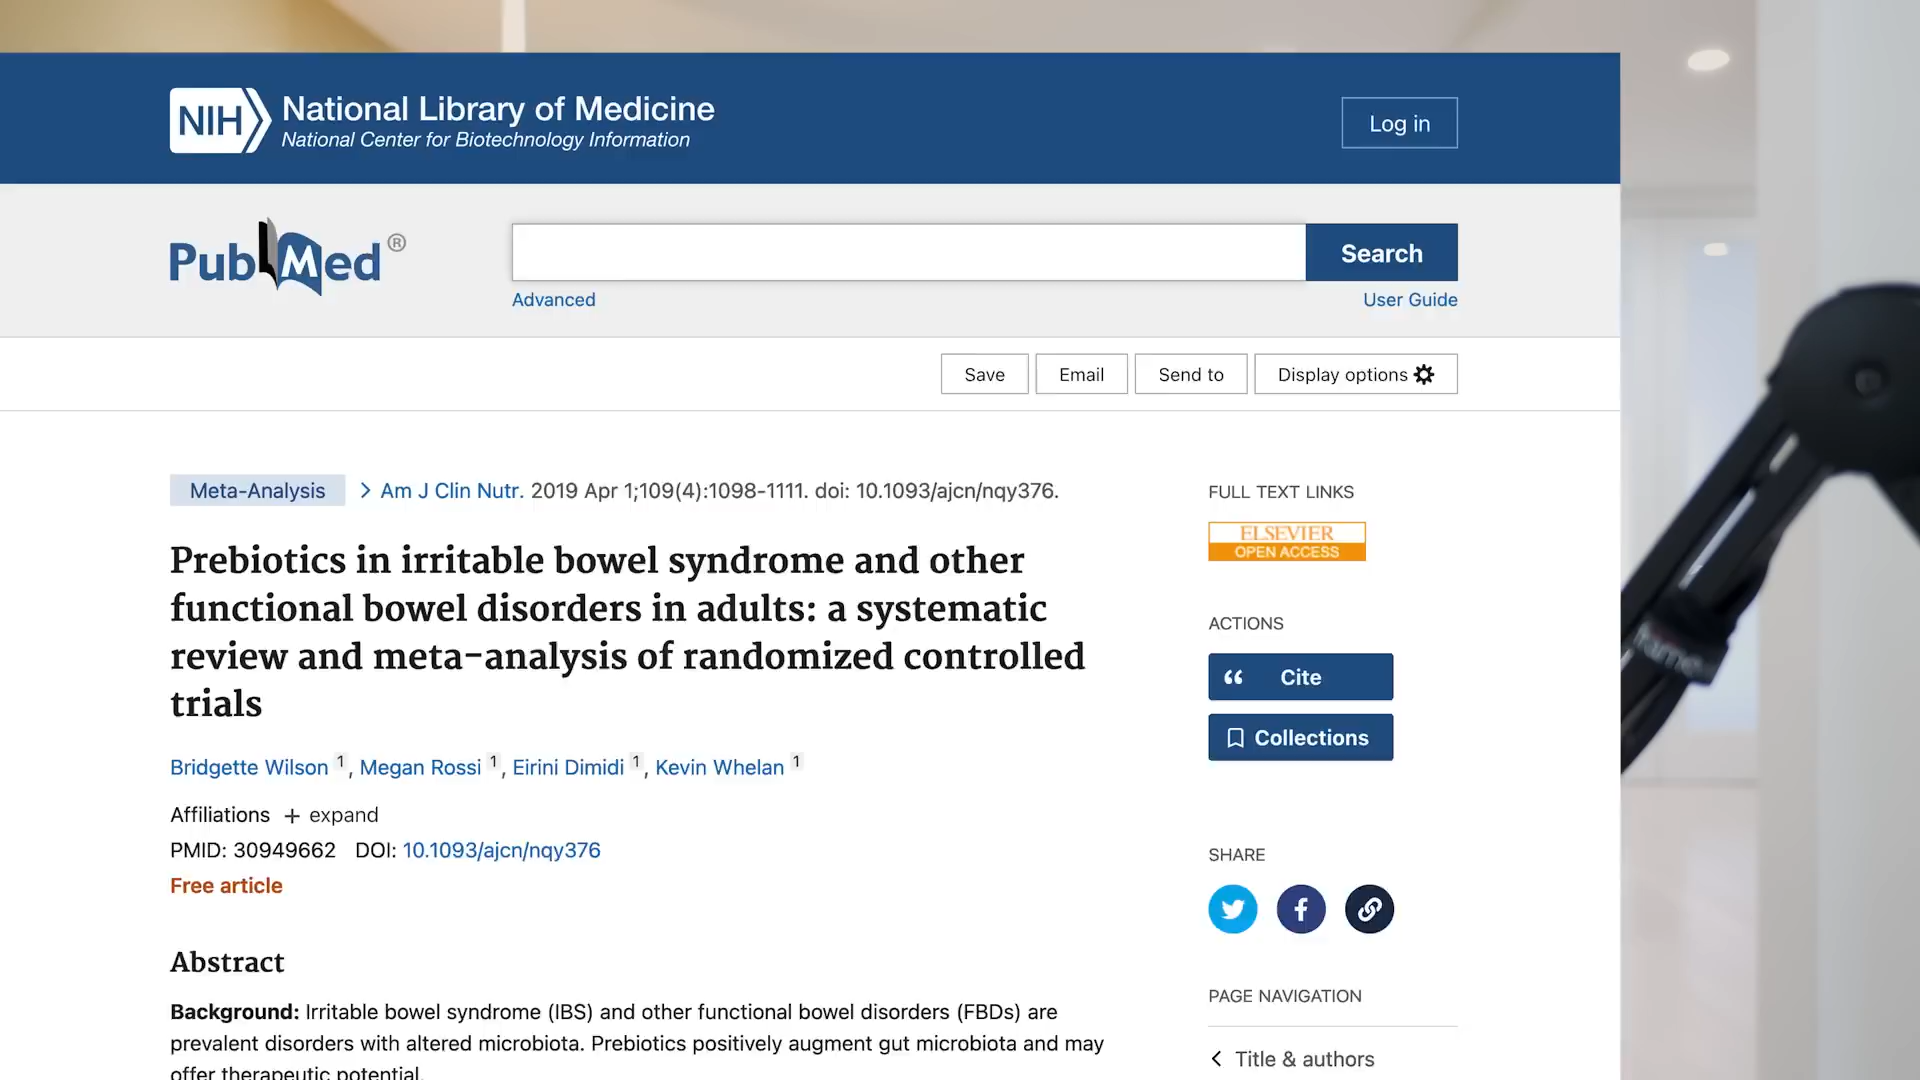 NIH National Library of Medicine
National Center for Biotechnology Information
Log in
PubMed®
Search
Advanced
User Guide
Save
Email
Send to
Display options
Meta-Analysis
Am J Clin Nutr. 2019 Apr 1;109(4):1098-1111. doi: 10.1093/ajcn/nqy376.
Prebiotics in irritable bowel syndrome and other
functional bowel disorders in adults: a systematic
review and meta-analysis of randomized controlled
trials
Bridgette Wilson 1, Megan Rossi 1, Eirini Dimidi 1, Kevin Whelan 1
Affiliations + expand
PMID: 30949662 DOI: 10.1093/ajcn/nqy376
Free article
Abstract
Background: Irritable bowel syndrome (IBS) and other functional bowel disorders (FBDs) are
prevalent disorders with altered microbiota. Prebiotics positively augment gut microbiota and may
offer therapeutic potential.
FULL TEXT LINKS
ELSEVIER
OPEN ACCESS
ACTIONS
Cite
Collections
SHARE
PAGE NAVIGATION
Title & authors